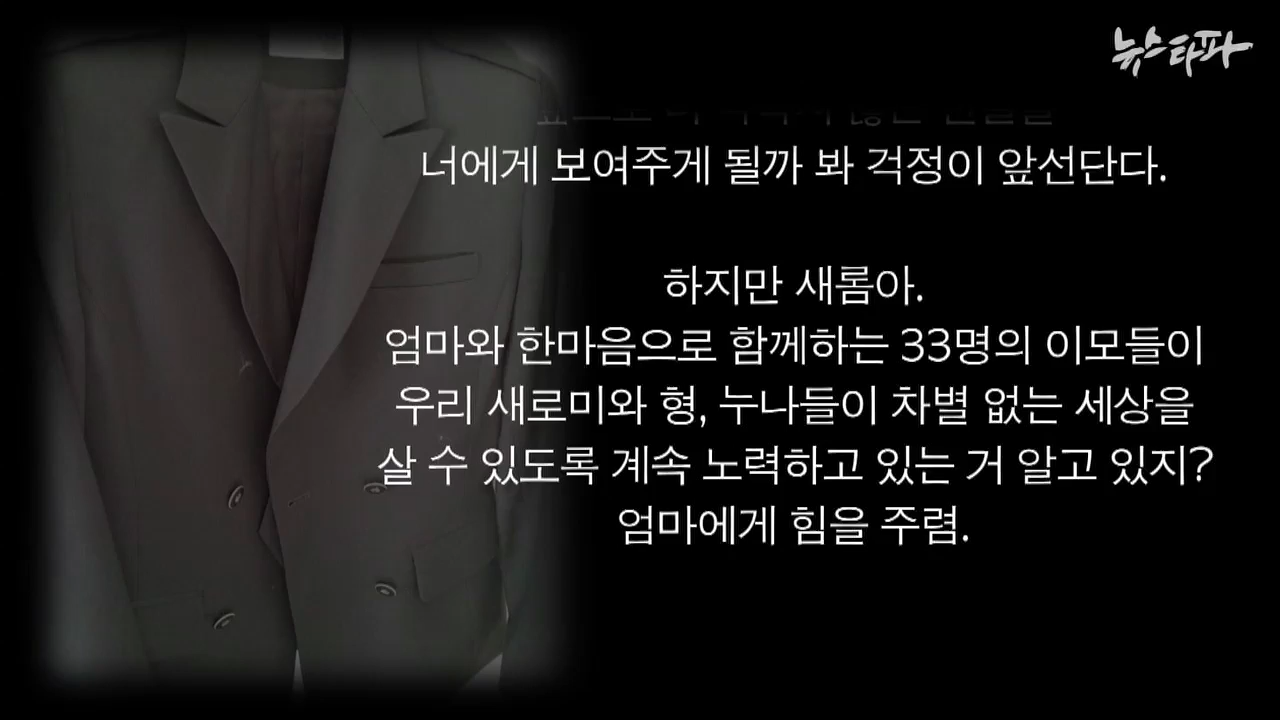 뉴스타파
너에게 보여주게 될까 봐 걱정이 앞선단다.
하지만 새롬아.
엄마와 한마음으로 함께하는 33명의 이모들이
우리 새로미와 형, 누나들이 차별 없는 세상을
살 수 있도록 계속 노력하고 있는 거 알고 있지?
엄마에게 힘을 주렴.